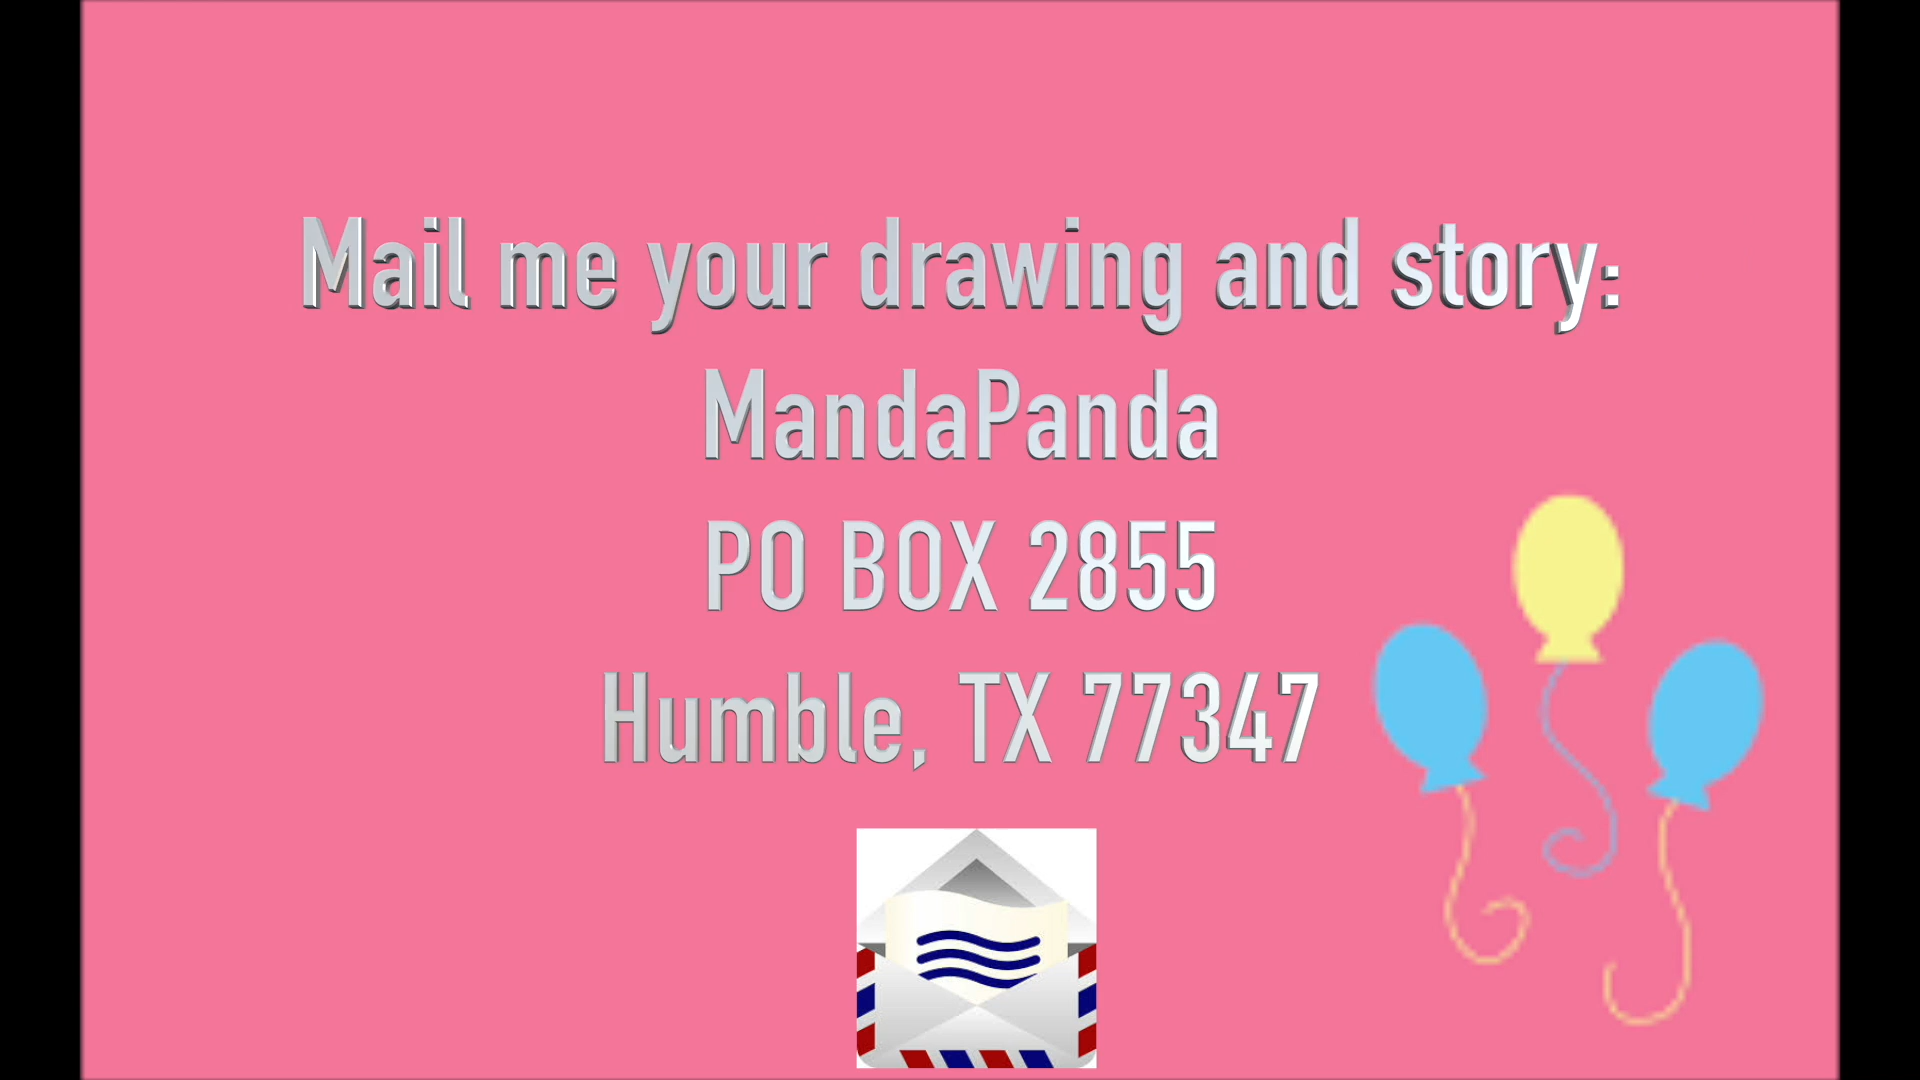 Mail me your drawing and story:
MandaPanda
PO BOX 2855
Humble, TX 77347